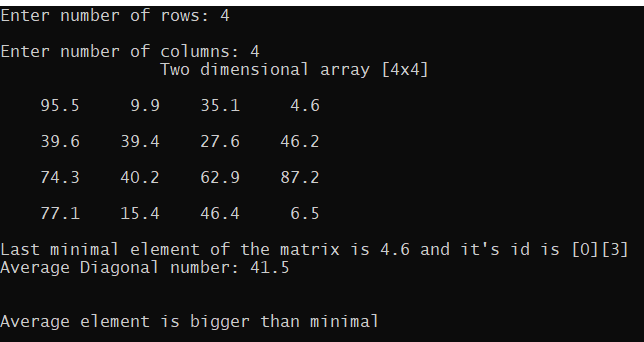 Enter number of rows: 4
Enter number of columns: 4
Two dimensional array [4x4]
95.5 9.9 35.1 4.6
39.6 39.4 27.6 46.2
74.3 40.2 62.9 87.2
77.1 15.4 46.4 6.5
Last minimal element of the matrix is 4.6 and it's id is [0][3]
Average Diagonal number: 41.5
Average element is bigger than minimal